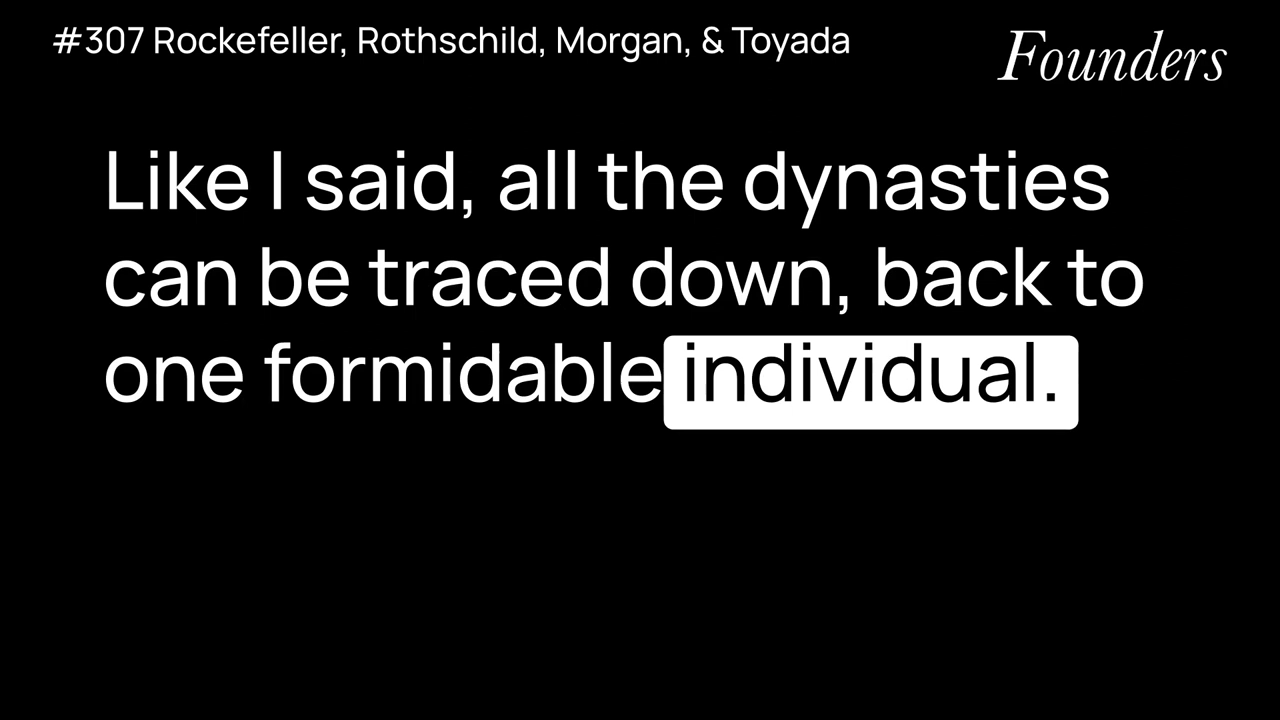 #307 Rockefeller, Rothschild, Morgan, & Toyada
Founders
Like I said, all the dynasties
can be traced down, back to
one formidable individual.